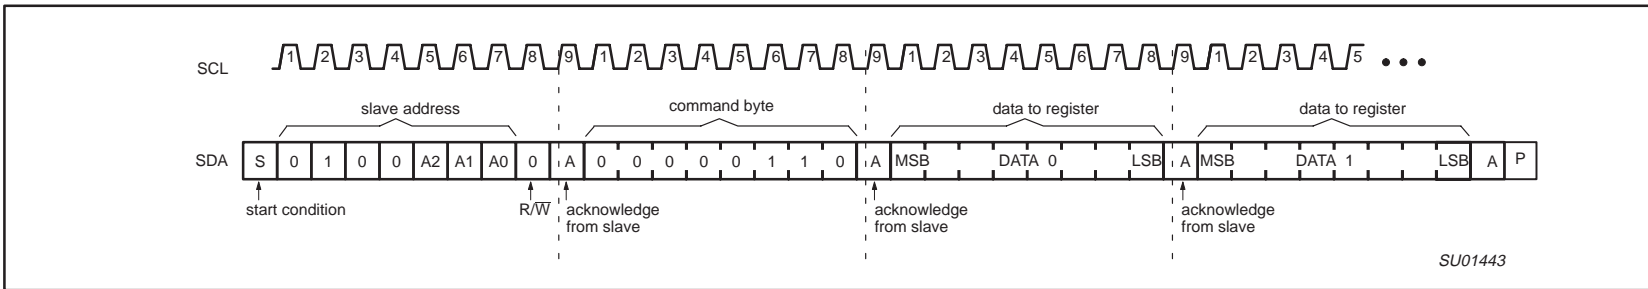 SCL 1 2 3 4 5 6 7 8 9 1 2 3 4 5 6 7 8 9 1 2 3 4 5 6 7 8 9 1 2 3 4 5
slave address command byte data to register data to register
SDA S 0 1 0 0 A2 A1 A0 0 A 0 0 0 0 0 1 1 0 A MSB DATA 0 LSB A MSB DATA 1 LSB A P
start condition R/W̅ acknowledge from slave acknowledge from slave acknowledge from slave
SU01443